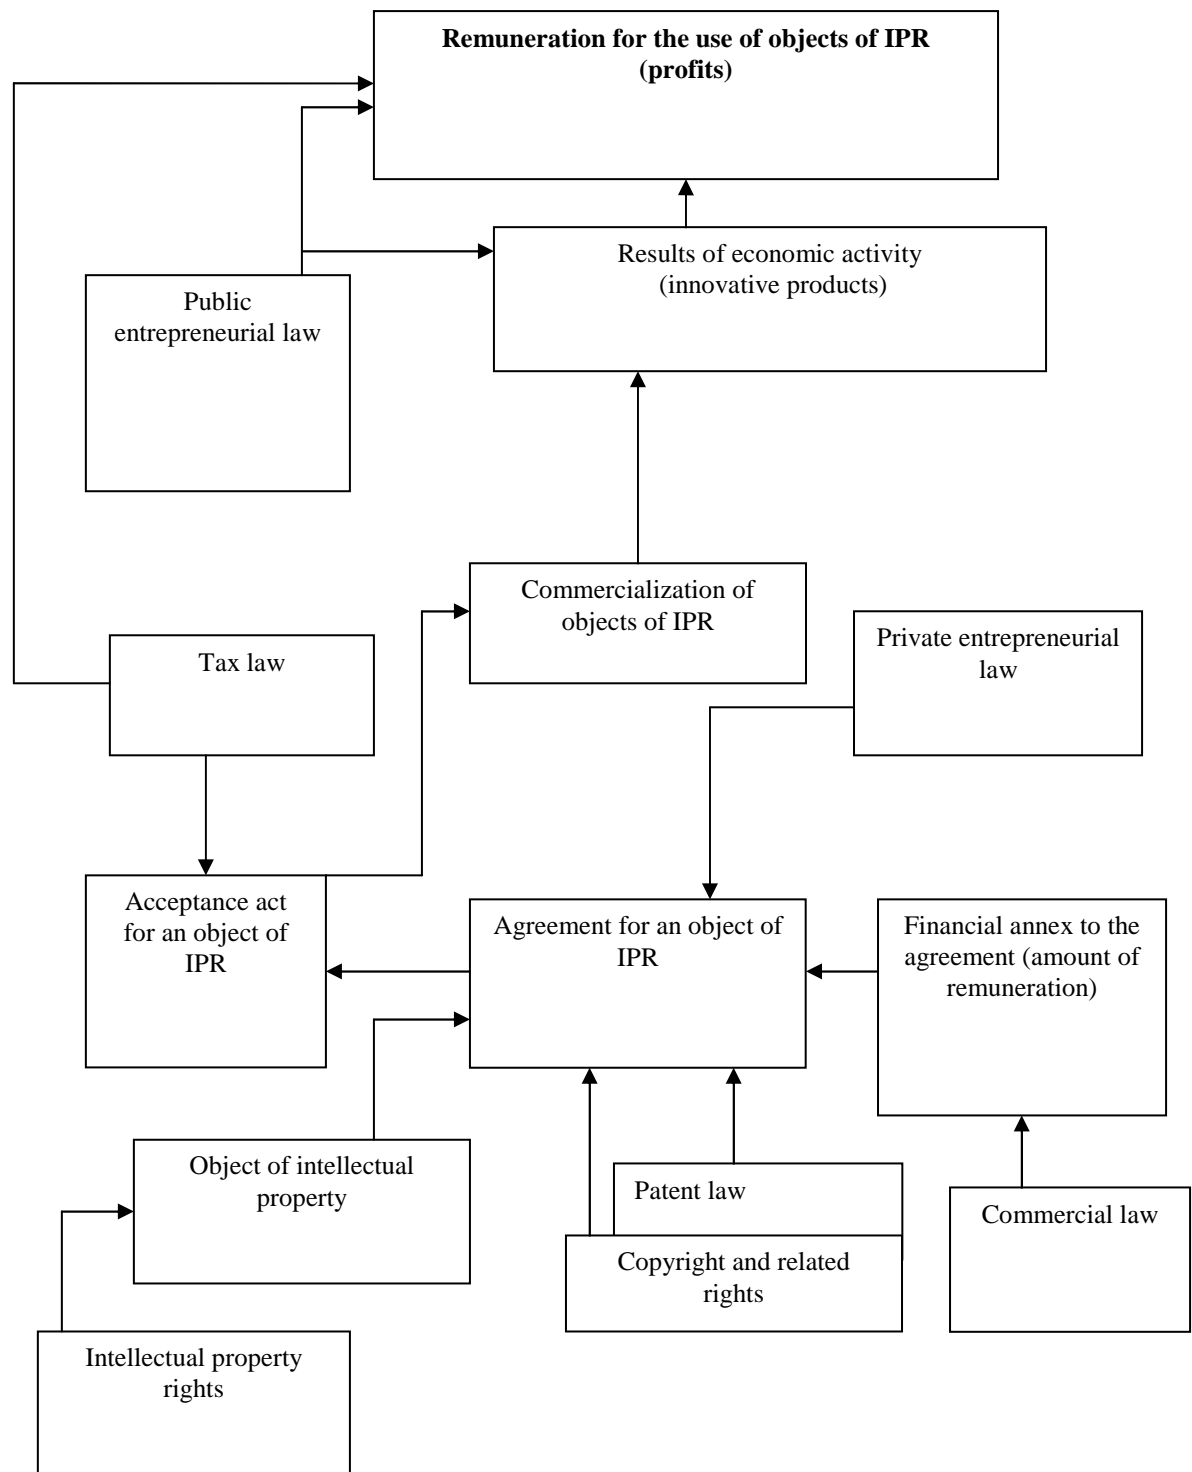 Remuneration for the use of objects of IPR
(profits)
Results of economic activity
(innovative products)
Public
entrepreneurial law
Commercialization of
objects of IPR
Private entrepreneurial
law
Tax law
Acceptance act
for an object of
IPR
Agreement for an object of
IPR
Financial annex to the
agreement (amount of
remuneration)
Object of intellectual
property
Patent law
Commercial law
Copyright and related
rights
Intellectual property
rights